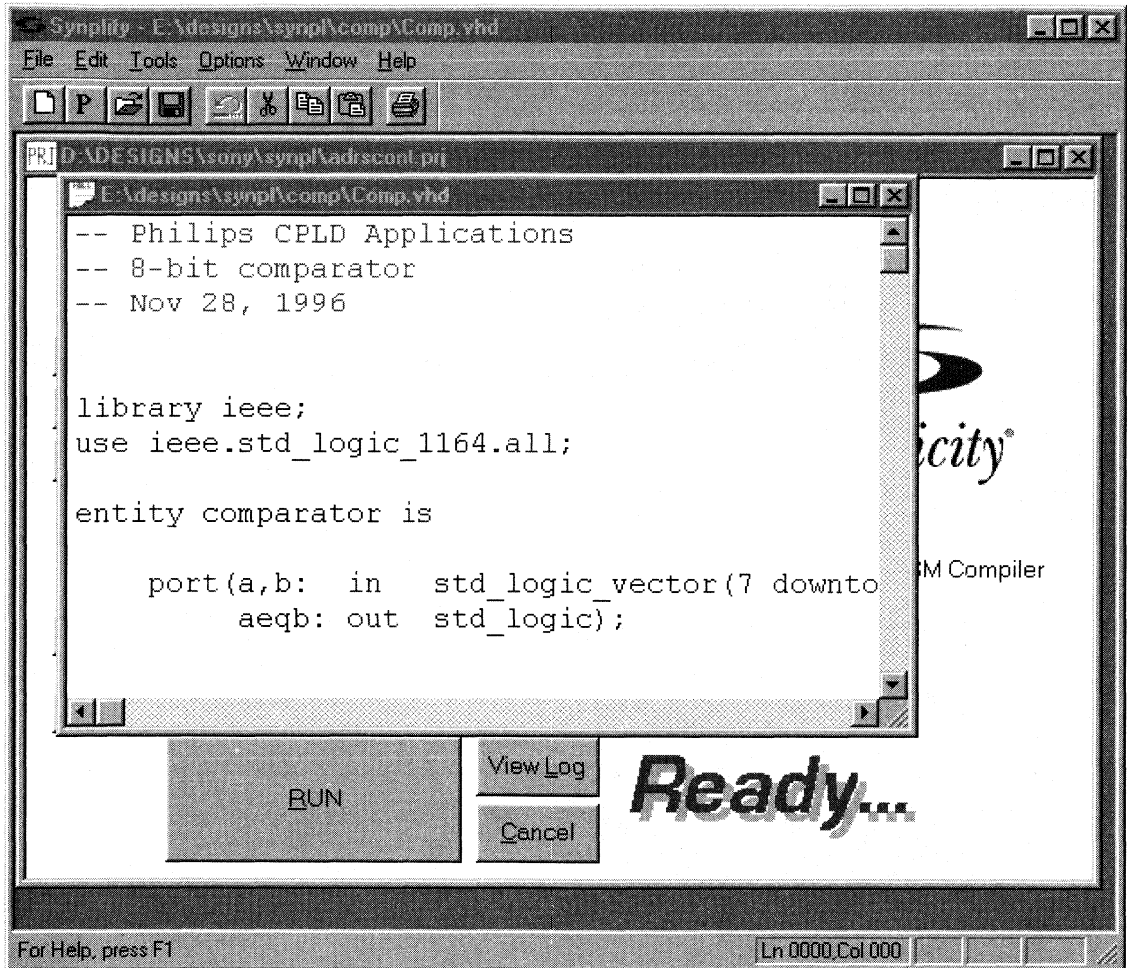 Synplify - E:\designs\synpl\comp\Comp.vhd
File Edit Tools Options Window Help
P
PRJ D:\DESIGNS\sony\synpl\adrscont.prj
E:\designs\synpl\comp\Comp.vhd
-- Philips CPLD Applications
-- 8-bit comparator
-- Nov 28, 1996
library ieee;
use ieee.std_logic_1164.all;
entity comparator is
port(a,b: in std_logic_vector(7 downto
aeqb: out std_logic);
icity®
SM Compiler
RUN
View Log
Cancel
Ready...
For Help, press F1
Ln 0000,Col 000